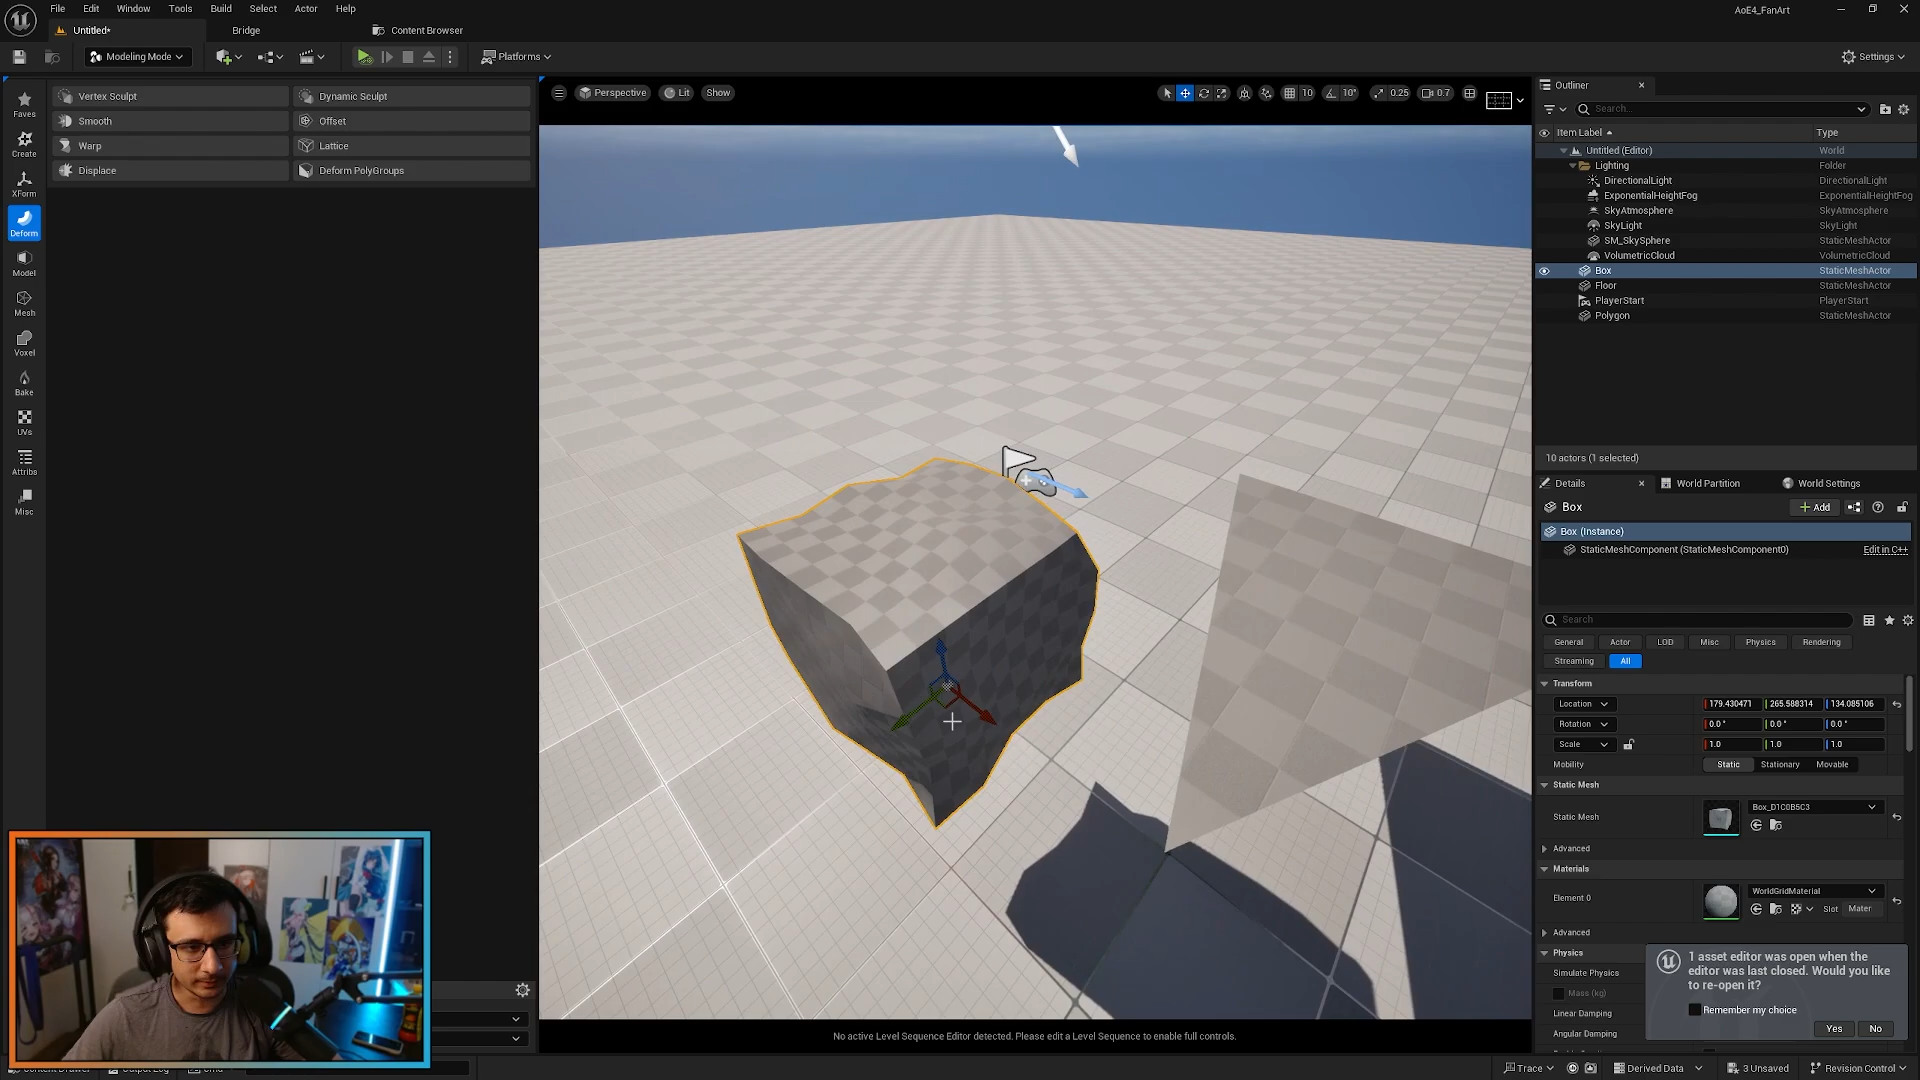 File Edit Window Tools Build Select Actor Help
AoE4_FanArt
Untitled* Bridge Content Browser
Modeling Mode Platforms Settings
Faves
Create
XForm
Deform
Model
Mesh
Voxel
Bake
UVs
Attribs
Misc
Vertex Sculpt Dynamic Sculpt
Smooth Offset
Warp Lattice
Displace Deform PolyGroups
Perspective Lit Show 10 10° 0.25 0.7
No active Level Sequence Editor detected. Please edit a Level Sequence to enable full controls.
Outliner
Search...
Item Label Type
Untitled (Editor) World
Lighting Folder
DirectionalLight DirectionalLight
ExponentialHeightFog ExponentialHeightFog
SkyAtmosphere SkyAtmosphere
SkyLight SkyLight
SM_SkySphere StaticMeshActor
VolumetricCloud VolumetricCloud
Box StaticMeshActor
Floor StaticMeshActor
PlayerStart PlayerStart
Polygon StaticMeshActor
10 actors (1 selected)
Details World Partition World Settings
Box Add
Box (Instance)
StaticMeshComponent (StaticMeshComponent0) Edit in C++
Search
General Actor LOD Misc Physics Rendering
Streaming All
Transform
Location 179.430471 265.588314 134.085106
Rotation 0.0° 0.0° 0.0°
Scale 1.0 1.0 1.0
Mobility Static Stationary Movable
Static Mesh
Static Mesh Box_D1C0B5C3
Advanced
Materials
Element 0 WorldGridMaterial
Slot Mater
Advanced
Physics
Simulate Physics
Mass (kg)
Linear Damping
Angular Damping
1 asset editor was open when the
editor was last closed. Would you like
to re-open it?
Remember my choice
Yes No
Trace Derived Data 3 Unsaved Revision Control